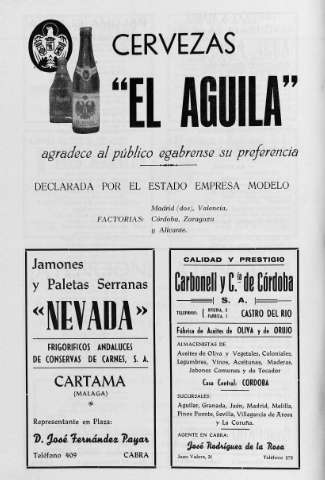 CERVEZAS
"EL AGUILA"
agradece al público egabrense su preferencia
DECLARADA POR EL ESTADO EMPRESA MODELO
Madrid (dos), Valencia,
FACTORIAS: Córdoba, Zaragoza
y Alicante.
Jamones
y Paletas Serranas
«NEVADA»
FRIGORIFICOS ANDALUCES
DE CONSERVAS DE CARNES, S. A.
CARTAMA
(MALAGA)
Representante en Plaza:
D. José Fernández Payar
Teléfono 409 CABRA
CALIDAD Y PRESTIGIO
Carbonell y C.ía de Córdoba
S. A.
CASTRO DEL RIO
Fábrica de Aceites de OLIVA y de ORUJO
ALMACENISTAS DE
Aceites de Oliva y Vegetales, Coloniales,
Legumbres, Vinos, Aceitunas, Maderas,
Jabones Comunes y de Tocador
Casa Central: CORDOBA
SUCURSALES:
Aguilar, Granada, Jaén, Madrid, Melilla,
Pinos Puente, Sevilla, Villagarcía de Arosa
y La Coruña.
AGENTE EN CABRA:
José Rodríguez de la Rosa
Juan Valera, Teléfono